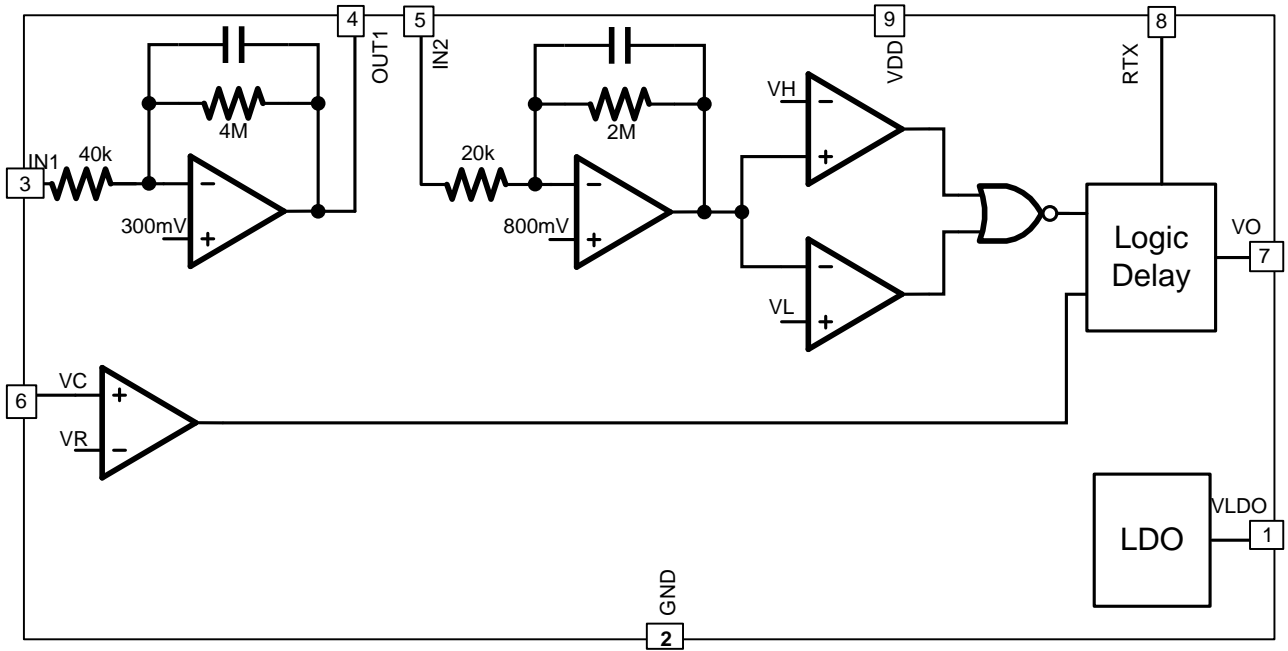 4
OUT1
5
IN2
9
VDD
8
RTX
4M
2M
VH
−
+
3
IN1
40k
−
300mV
+
20k
−
800mV
+
−
VL
+
Logic
Delay
VO
7
6
VC
+
VR
−
LDO
VLDO
1
GND
2